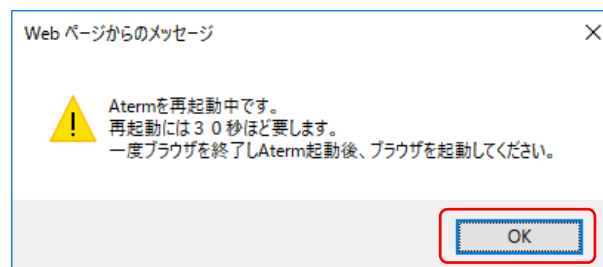 Web ページからのメッセージ
Atermを再起動中です。
再起動には３０秒ほど要します。
一度ブラウザを終了しAterm起動後、ブラウザを起動してください。
OK